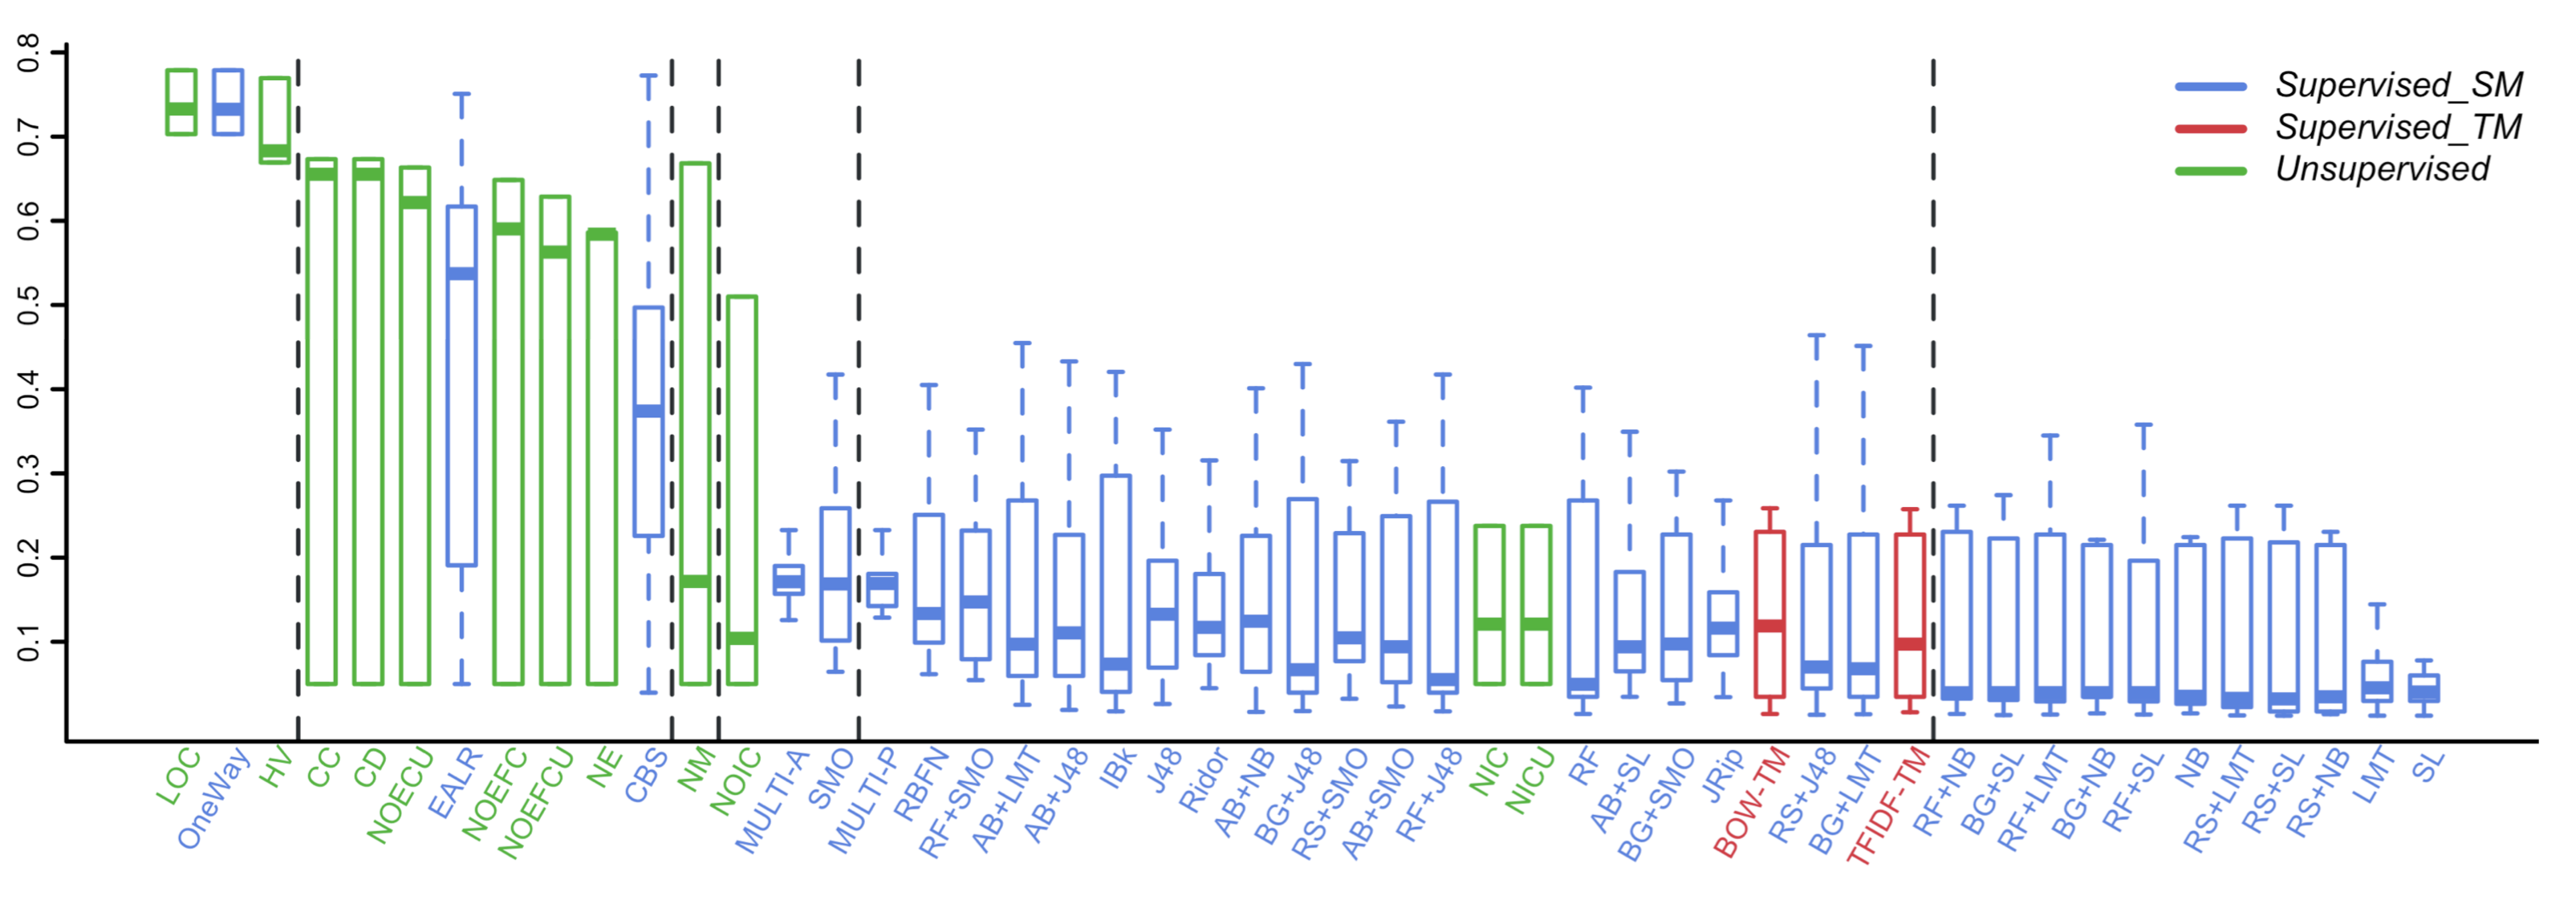 0.8
0.7
0.6
0.5
0.4
0.3
0.2
0.1
Supervised_SM
Supervised_TM
Unsupervised
LOC
OneWay
HV
CC
CD
NOECU
EALR
NOEFC
NOEFCU
NE
CBS
NM
NOIC
MULTI-A
SMO
MULTI-P
RBFN
RF+SMO
AB+LMT
AB+J48
IBk
J48
Ridor
AB+NB
BG+J48
RS+SMO
AB+SMO
RF+J48
NIC
NICU
RF
AB+SL
BG+SMO
JRip
BOW-TM
RS+J48
BG+LMT
TFIDF-TM
RF+NB
BG+SL
RF+LMT
BG+NB
RF+SL
NB
RS+LMT
RS+SL
RS+NB
LMT
SL